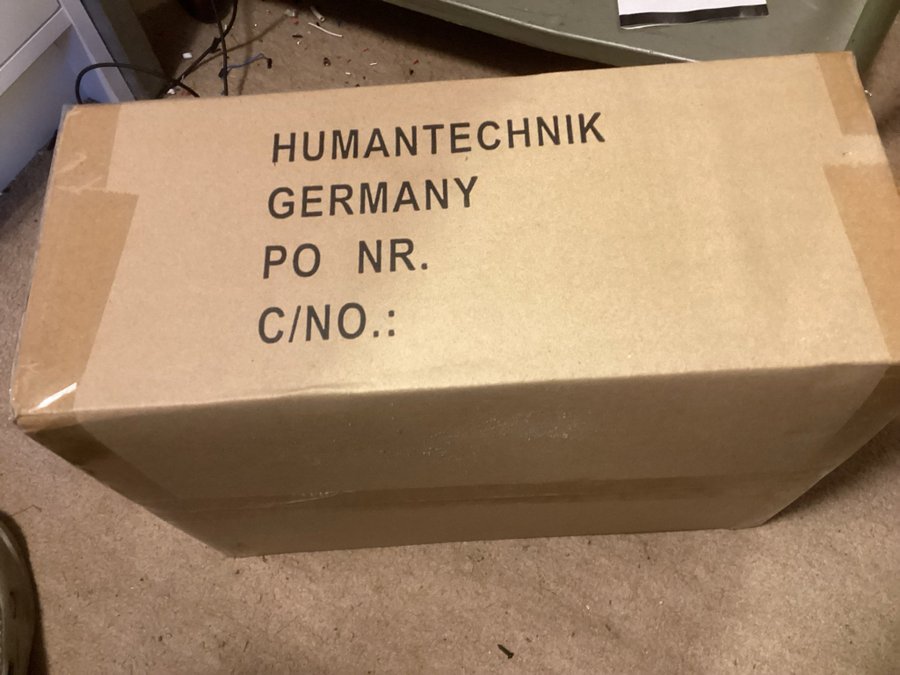 HUMANTECHNIK
GERMANY
PO NR.
C/NO.: